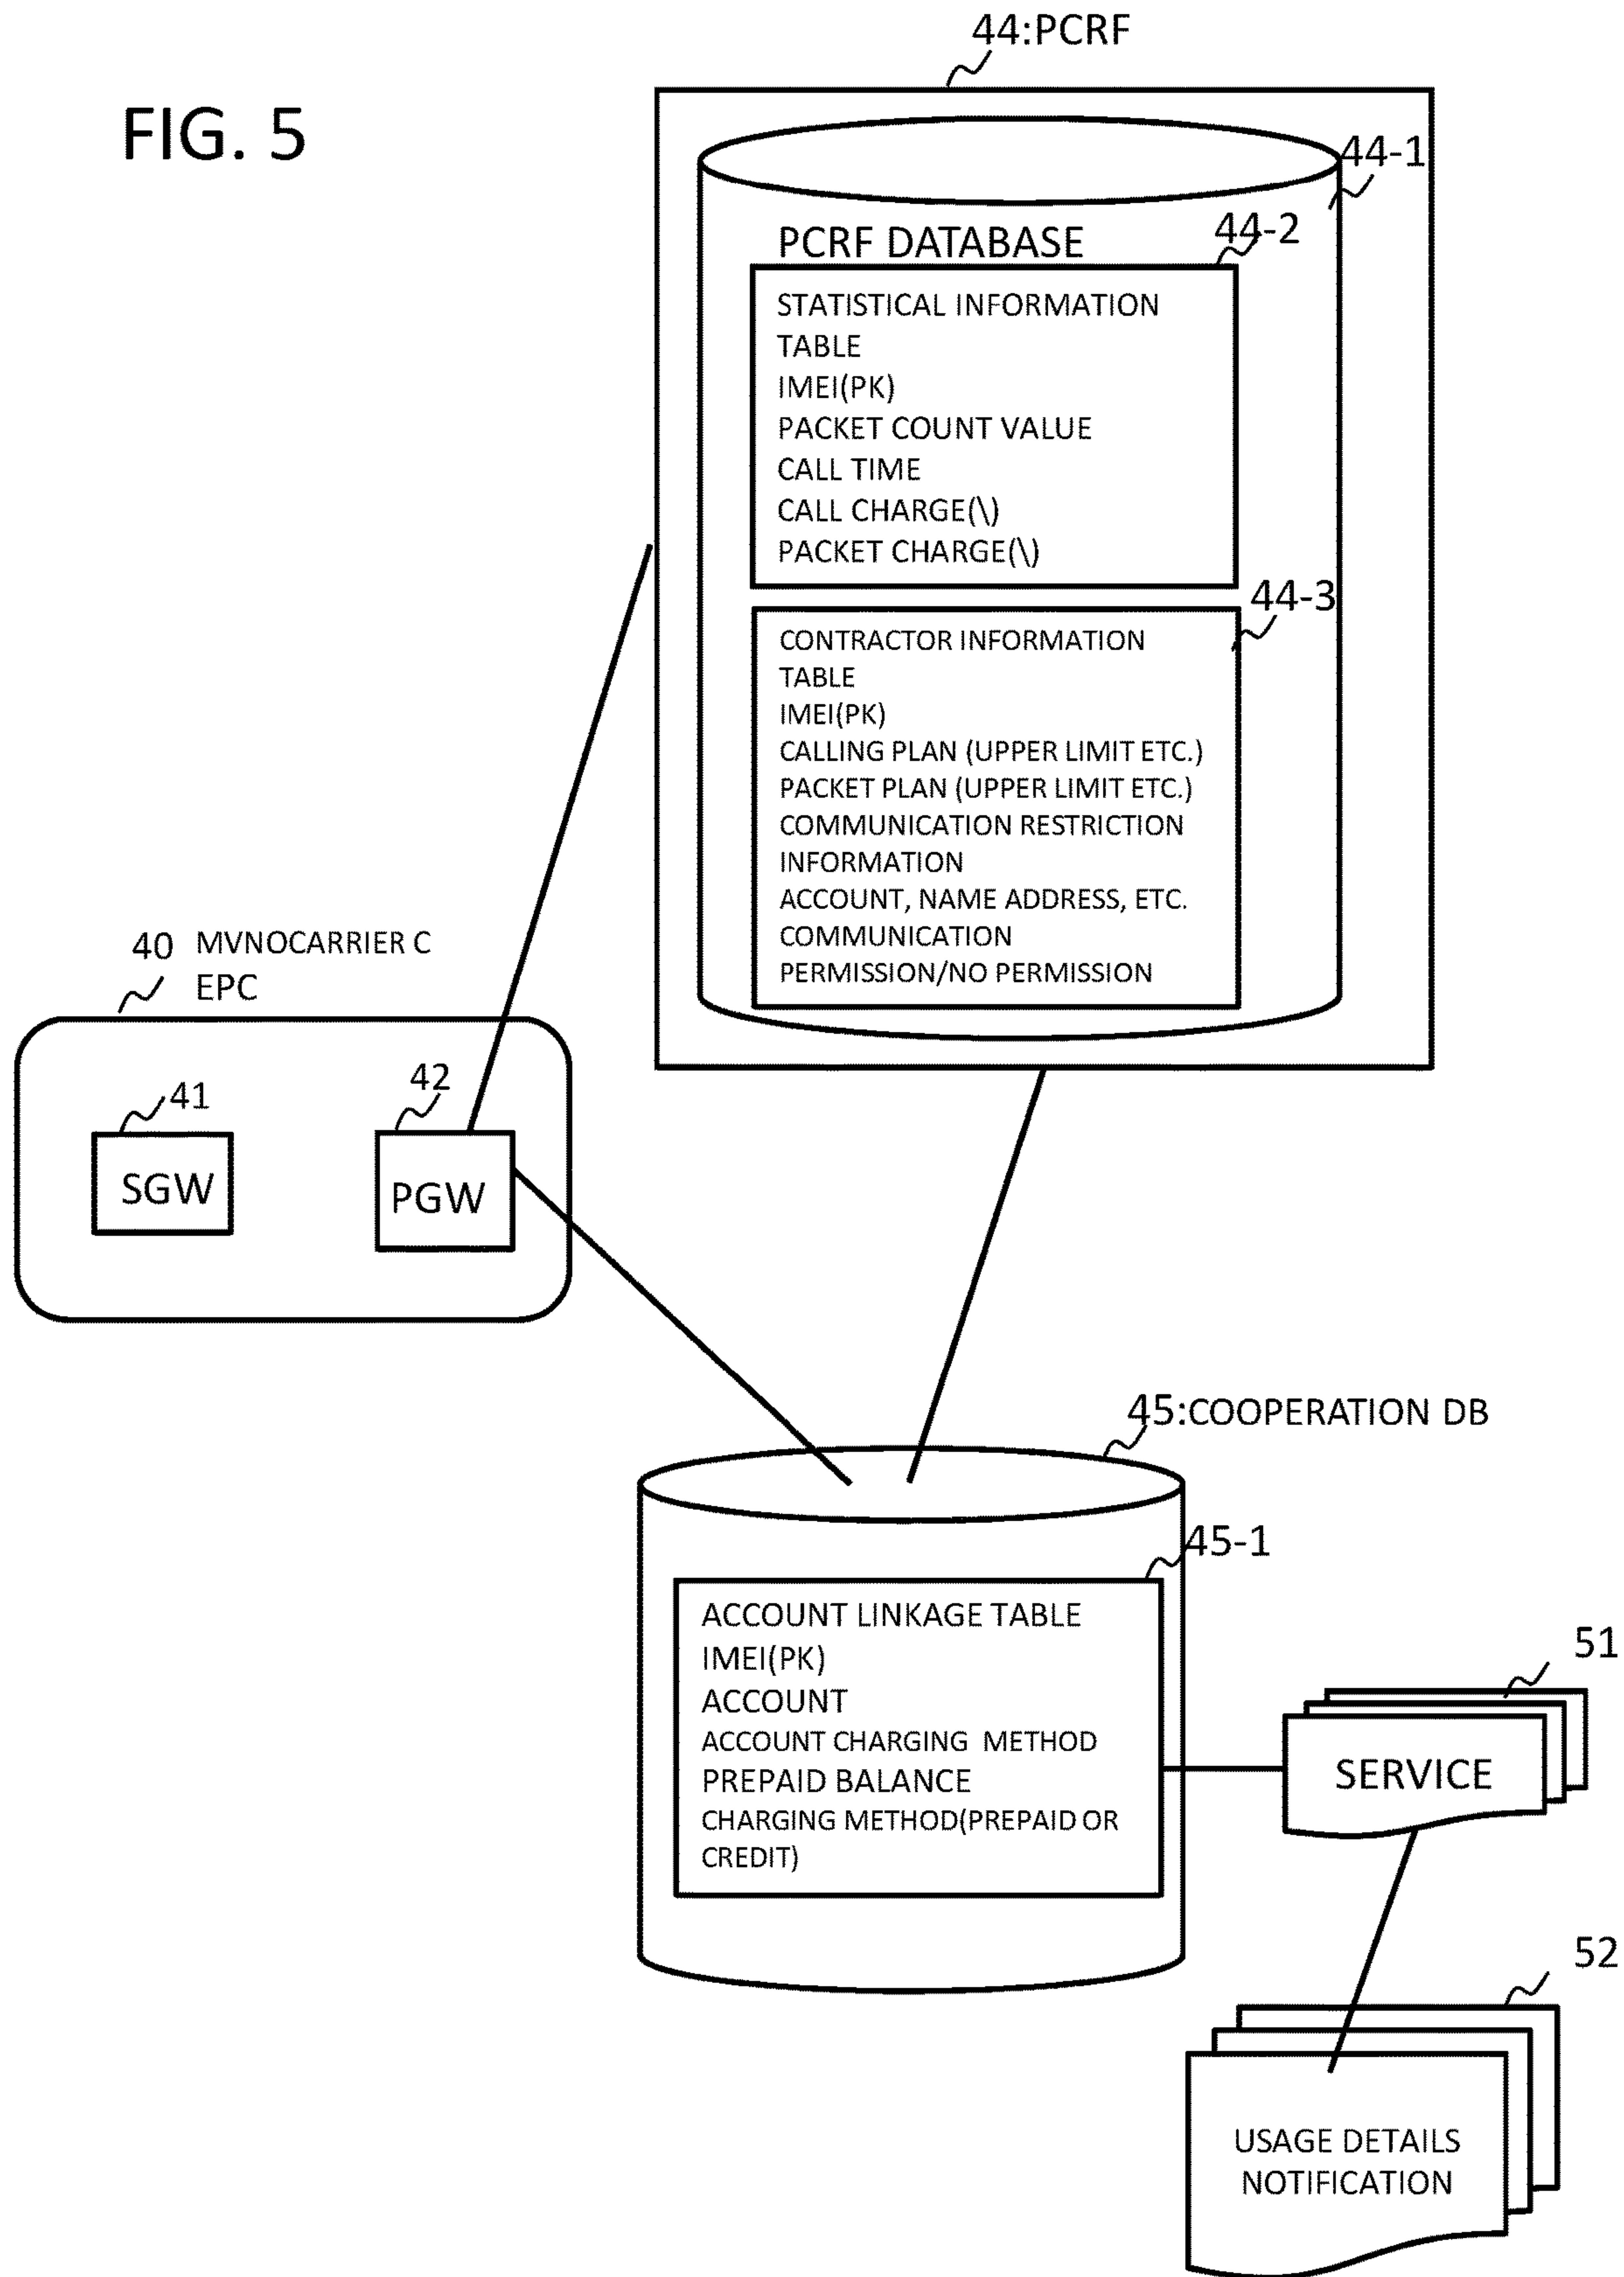 44:PCRF
FIG. 5
44-1
PCRF DATABASE
44-2
STATISTICAL INFORMATION
TABLE
IMEI(PK)
PACKET COUNT VALUE
CALL TIME
CALL CHARGE(\)
PACKET CHARGE(\)
44-3
CONTRACTOR INFORMATION
TABLE
IMEI(PK)
CALLING PLAN (UPPER LIMIT ETC.)
PACKET PLAN (UPPER LIMIT ETC.)
COMMUNICATION RESTRICTION
INFORMATION
ACCOUNT, NAME ADDRESS, ETC.
COMMUNICATION
PERMISSION/NO PERMISSION
40 MVNOCARRIER C
EPC
41
SGW
42
PGW
45:COOPERATION DB
45-1
ACCOUNT LINKAGE TABLE
IMEI(PK)
ACCOUNT
ACCOUNT CHARGING METHOD
PREPAID BALANCE
CHARGING METHOD(PREPAID OR
CREDIT)
51
SERVICE
52
USAGE DETAILS
NOTIFICATION